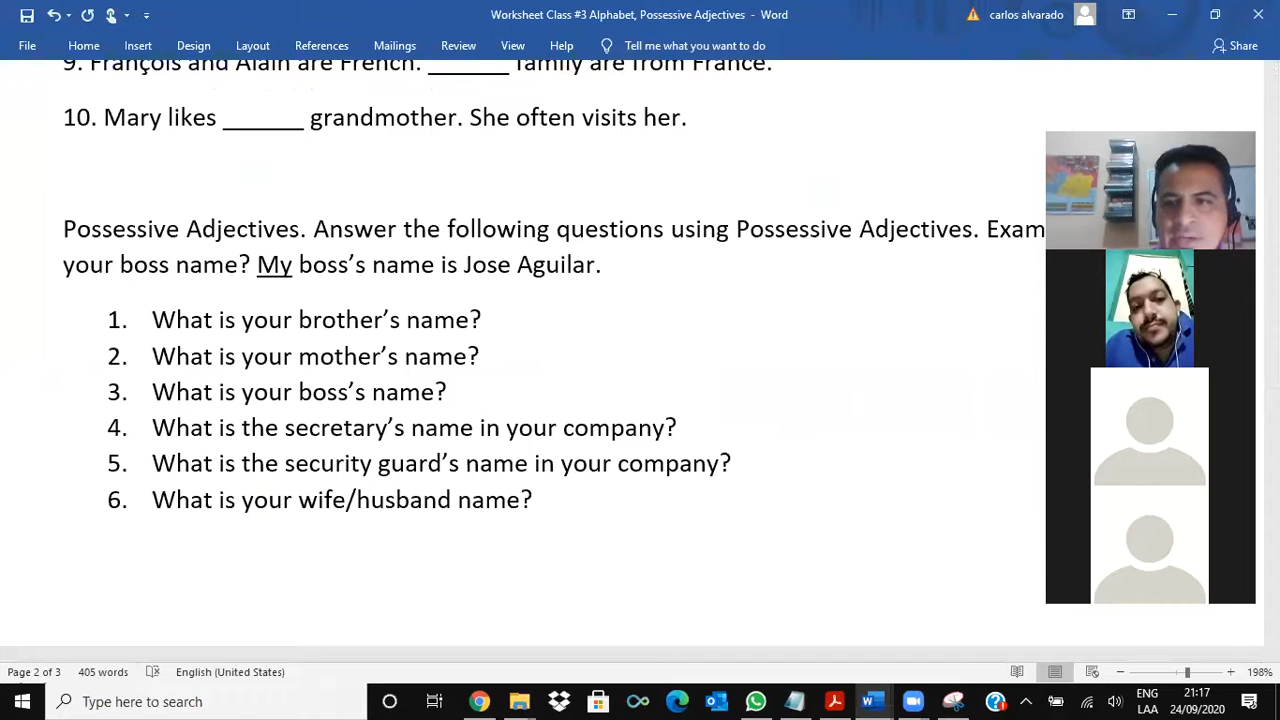 Worksheet Class #3 Alphabet, Possessive Adjectives - Word
carlos alvarado
File Home Insert Design Layout References Mailings Review View Help Tell me what you want to do Share
9. François and Alain are French. ______ family are from France.
10. Mary likes ______ grandmother. She often visits her.
Possessive Adjectives. Answer the following questions using Possessive Adjectives. Exam
your boss name? My boss’s name is Jose Aguilar.
1. What is your brother’s name?
2. What is your mother’s name?
3. What is your boss’s name?
4. What is the secretary’s name in your company?
5. What is the security guard’s name in your company?
6. What is your wife/husband name?
Page 2 of 3 405 words English (United States) 198%
Type here to search
ENG 21:17
LAA 24/09/2020